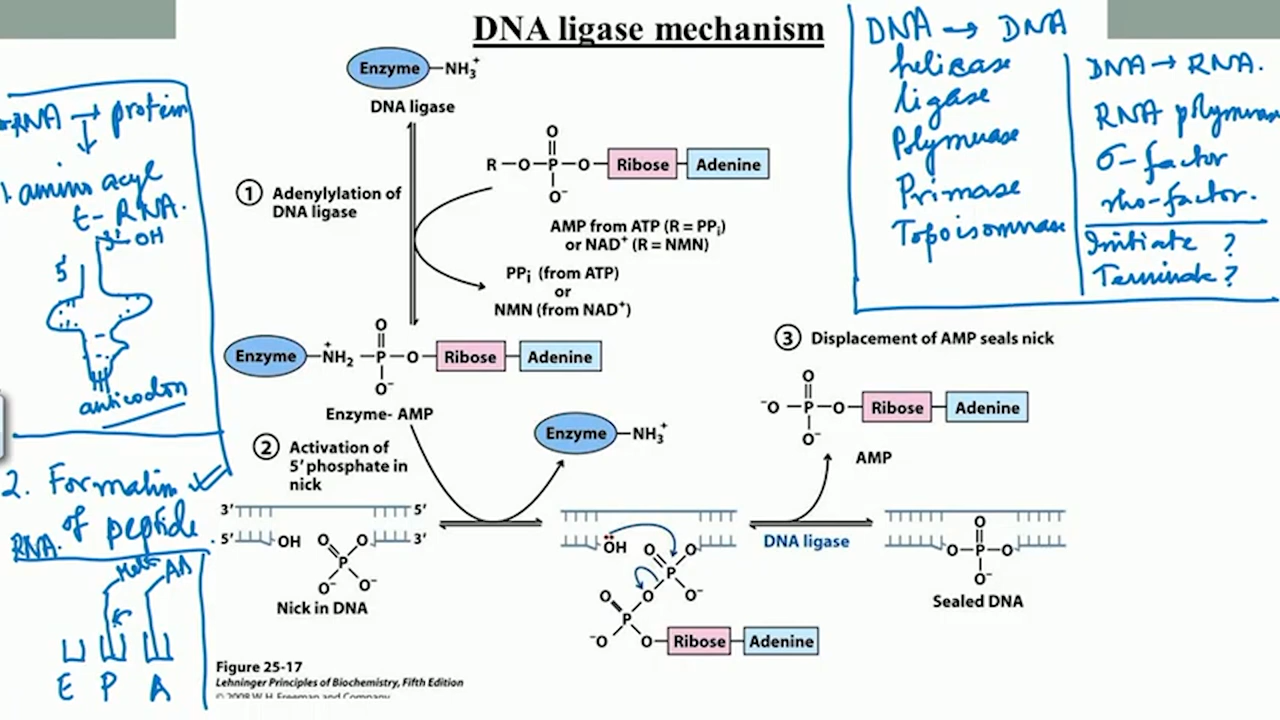 DNA ligase mechanism
DNA → DNA
helicase
ligase
Polymerase
Primase
Topoisomerase
DNA → RNA.
RNA polymerase
σ-factor
rho-factor.
Initiate ?
Terminate ?
RNA → protein
1. amino acyl
t-RNA.
3'-OH
5'
anticodon
2. Formation
of peptide.
RNA.
Met AA
E P A
Enzyme NH3+
DNA ligase
1 Adenylylation of
DNA ligase
O
R—O—P—O—Ribose—Adenine
O-
AMP from ATP (R = PPi)
or NAD+ (R = NMN)
PPi (from ATP)
or
NMN (from NAD+)
O
Enzyme—+NH2—P—O—Ribose—Adenine
O-
Enzyme- AMP
2 Activation of
5' phosphate in
nick
Enzyme—NH3+
3' 5'
5' OH O P O O- O- 3'
Nick in DNA
ÖH O O
P
O O-
O
P
-O O—Ribose—Adenine
DNA ligase
3 Displacement of AMP seals nick
O
-O—P—O—Ribose—Adenine
O-
AMP
O
O—P—O
O-
Sealed DNA
Figure 25-17
Lehninger Principles of Biochemistry, Fifth Edition
© 2008 W. H. Freeman and Company